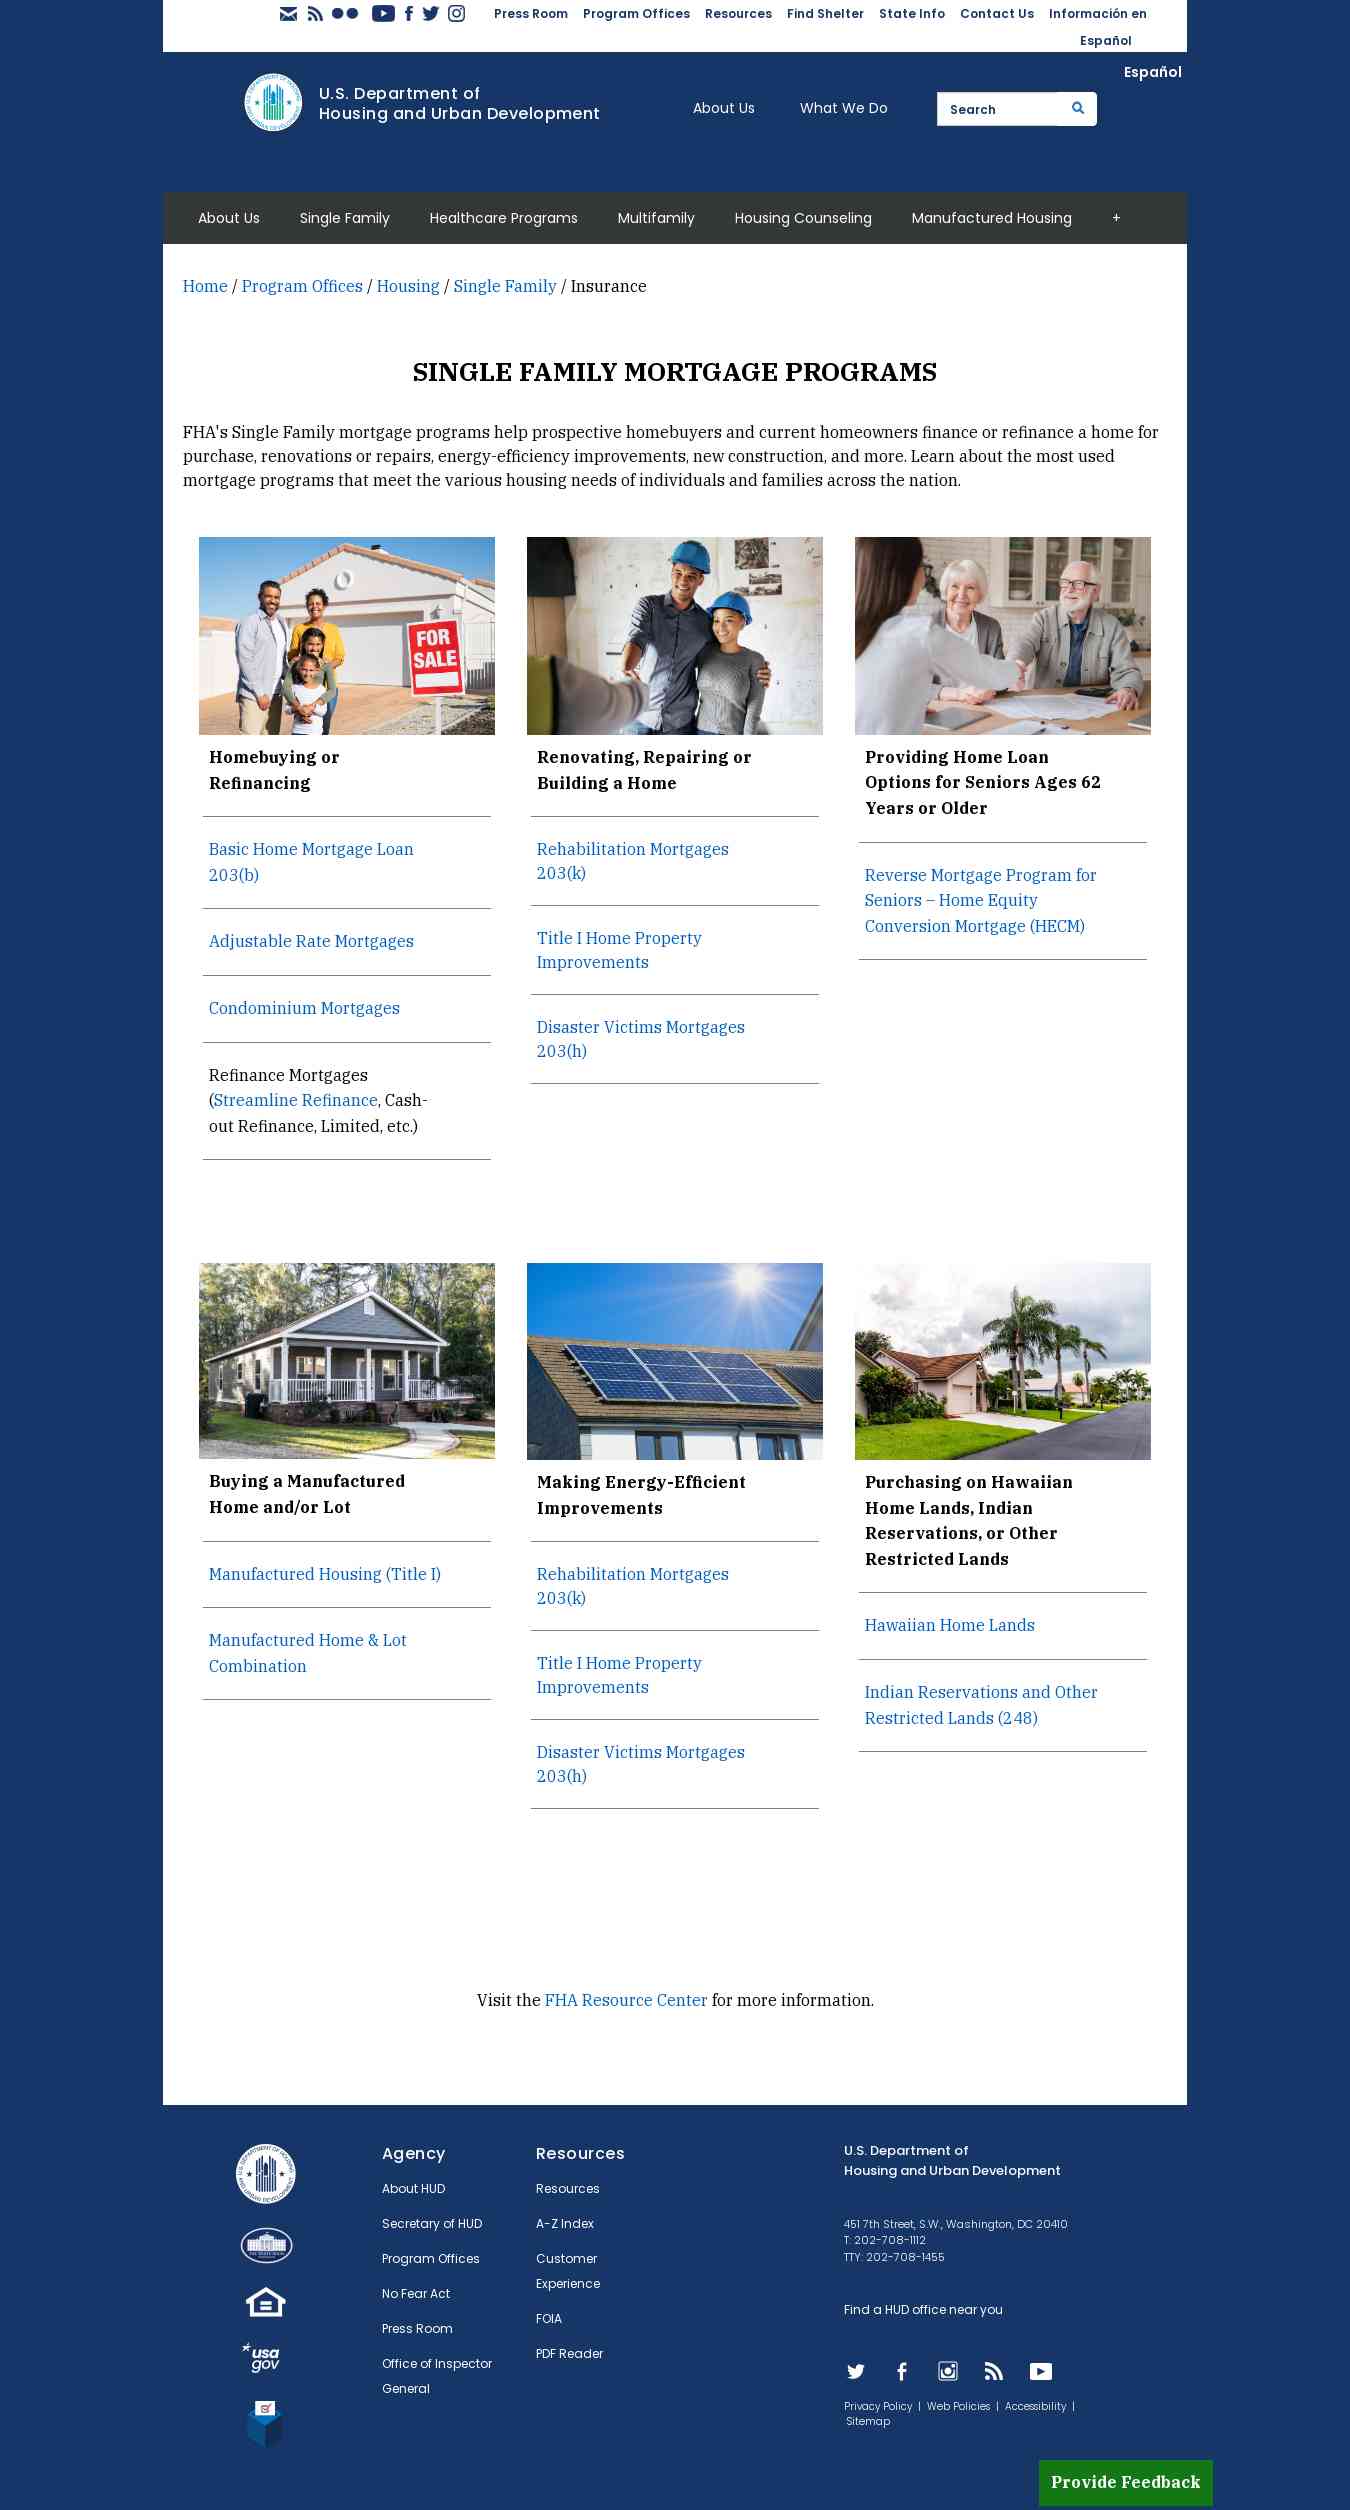 Press Room Program Offices Resources Find Shelter State Info Contact Us Información en
Español
Español
U.S. Department of
Housing and Urban Development
About Us What We Do
Search
About Us Single Family Healthcare Programs Multifamily Housing Counseling Manufactured Housing +
Home / Program Offices / Housing / Single Family / Insurance
SINGLE FAMILY MORTGAGE PROGRAMS
FHA's Single Family mortgage programs help prospective homebuyers and current homeowners finance or refinance a home for
purchase, renovations or repairs, energy-efficiency improvements, new construction, and more. Learn about the most used
mortgage programs that meet the various housing needs of individuals and families across the nation.
FOR
SALE
Homebuying or
Refinancing
Basic Home Mortgage Loan
203(b)
Adjustable Rate Mortgages
Condominium Mortgages
Refinance Mortgages
(Streamline Refinance, Cash-
out Refinance, Limited, etc.)
Renovating, Repairing or
Building a Home
Rehabilitation Mortgages
203(k)
Title I Home Property
Improvements
Disaster Victims Mortgages
203(h)
Providing Home Loan
Options for Seniors Ages 62
Years or Older
Reverse Mortgage Program for
Seniors – Home Equity
Conversion Mortgage (HECM)
Buying a Manufactured
Home and/or Lot
Manufactured Housing (Title I)
Manufactured Home & Lot
Combination
Making Energy-Efficient
Improvements
Rehabilitation Mortgages
203(k)
Title I Home Property
Improvements
Disaster Victims Mortgages
203(h)
Purchasing on Hawaiian
Home Lands, Indian
Reservations, or Other
Restricted Lands
Hawaiian Home Lands
Indian Reservations and Other
Restricted Lands (248)
Visit the FHA Resource Center for more information.
usa
gov
Agency
About HUD
Secretary of HUD
Program Offices
No Fear Act
Press Room
Office of Inspector
General
Resources
Resources
A-Z Index
Customer
Experience
FOIA
PDF Reader
U.S. Department of
Housing and Urban Development
451 7th Street, S.W., Washington, DC 20410
T: 202-708-1112
TTY: 202-708-1455
Find a HUD office near you
Privacy Policy | Web Policies | Accessibility |
Sitemap
Provide Feedback